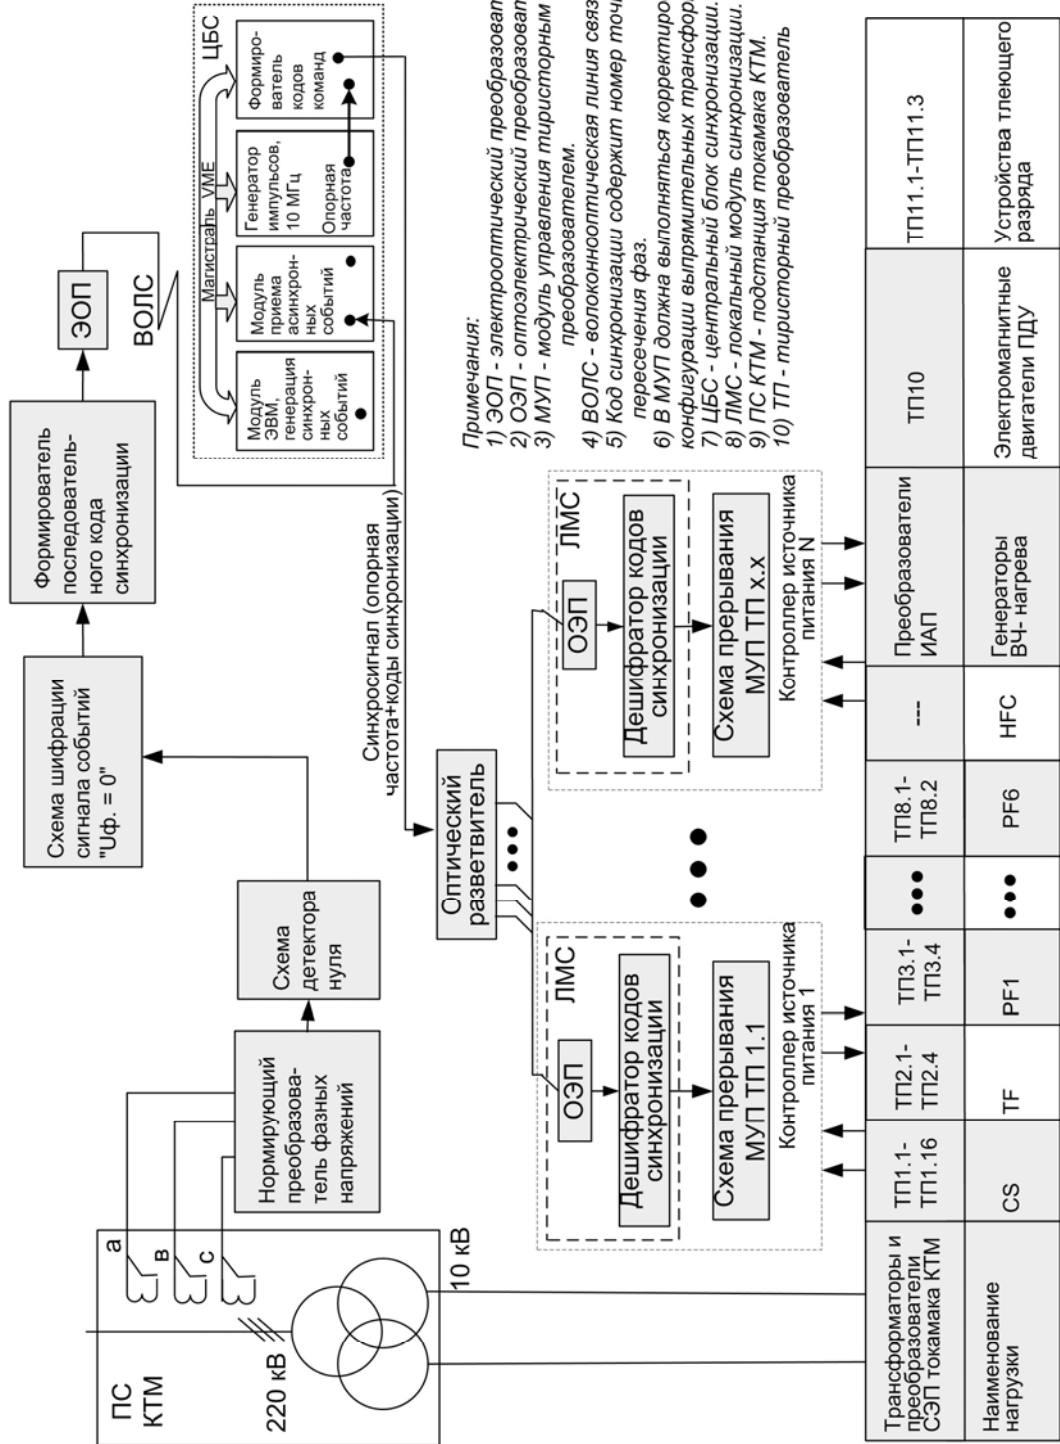 ПС
КТМ
220 кВ
10 кВ
а
в
с
Нормирующий
преобразова-
тель фазных
напряжений
Схема
детектора
нуля
Схема шифрации
сигнала событий
"Uф. = 0"
Формирователь
последователь-
ного кода
синхронизации
ЭОП
ВОЛС
ЦБС
Магистраль VME
Модуль
ЭВМ,
генерация
синхрон-
ных
событий
Модуль
приема
асинхрон-
ных
событий
Генератор
импульсов,
10 МГц
Опорная
частота
Формиро-
ватель
кодов
команд
Синхросигнал (опорная
частота+коды синхронизации)
Оптический
разветвитель
ЛМС
ОЭП
Дешифратор кодов
синхронизации
Схема прерывания
МУП ТП 1.1
Контроллер источника
питания 1
ЛМС
ОЭП
Дешифратор кодов
синхронизации
Схема прерывания
МУП ТП х.х
Контроллер источника
питания N
Примечания:
1) ЭОП - электрооптический преобразоват
2) ОЭП - оптоэлектрический преобразоват
3) МУП - модуль управления тиристорным
преобразователем.
4) ВОЛС - волоконнооптическая линия связ
5) Код синхронизации содержит номер точк
пересечения фаз.
6) В МУП должна выполняться корректиро
конфигурации выпрямительных трансфор
7) ЦБС - центральный блок синхронизации.
8) ЛМС - локальный модуль синхронизации.
9) ПС КТМ - подстанция токамака КТМ.
10) ТП - тиристорный преобразователь
Трансформаторы и
преобразователи
СЭП токамака КТМ
ТП1.1-
ТП1.16
ТП2.1-
ТП2.4
ТП3.1-
ТП3.4
ТП8.1-
ТП8.2
---
Преобразователи
ИАП
ТП10
ТП11.1-ТП11.3
Наименование
нагрузки
CS
TF
PF1
PF6
HFC
Генераторы
ВЧ- нагрева
Электромагнитные
двигатели ПДУ
Устройства тлеющего
разряда